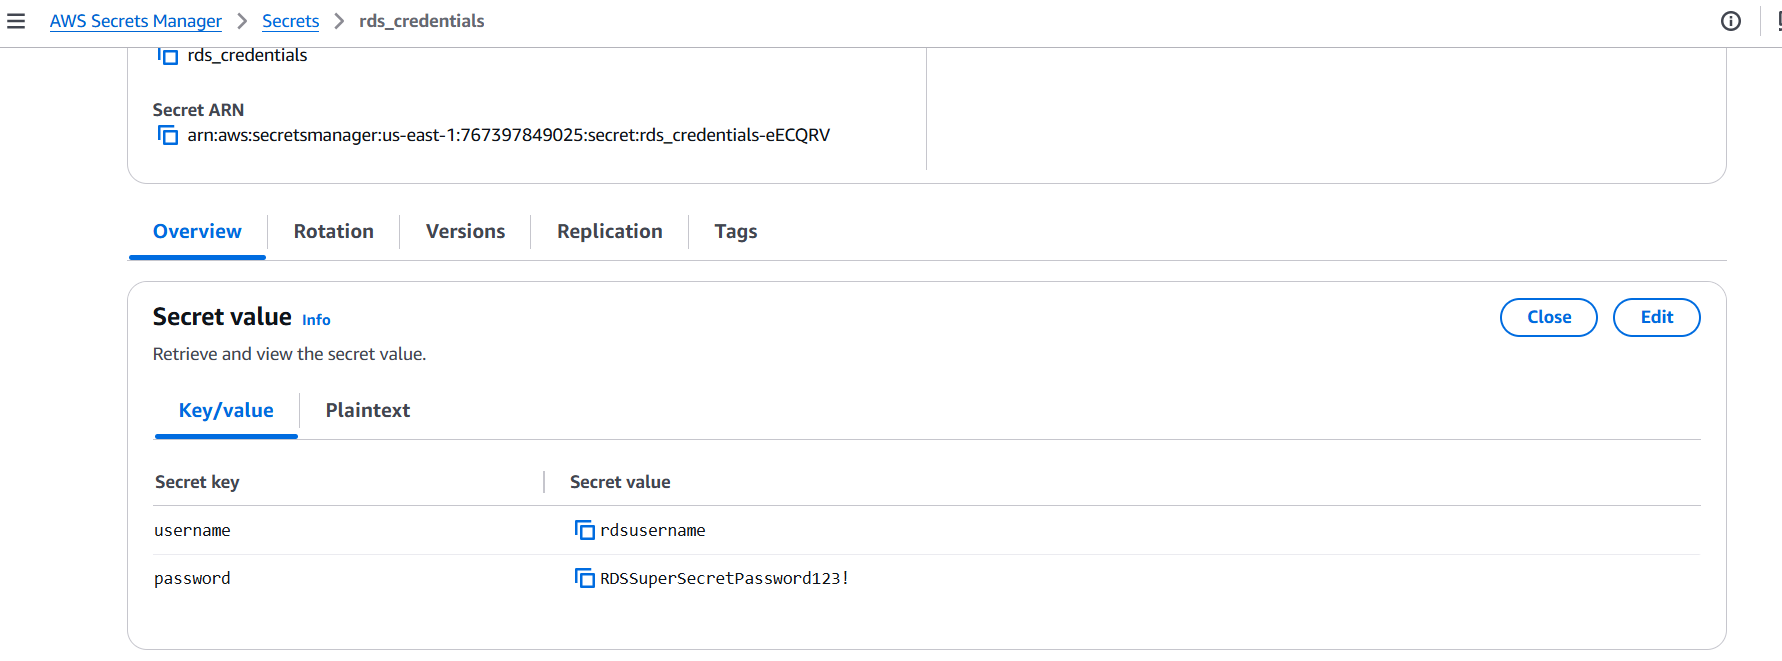 AWS Secrets Manager > Secrets > rds_credentials
rds_credentials
Secret ARN
arn:aws:secretsmanager:us-east-1:767397849025:secret:rds_credentials-eECQRV
Overview Rotation Versions Replication Tags
Secret value Info Close Edit
Retrieve and view the secret value.
Key/value Plaintext
Secret key Secret value
username rdsusername
password RDSSuperSecretPassword123!